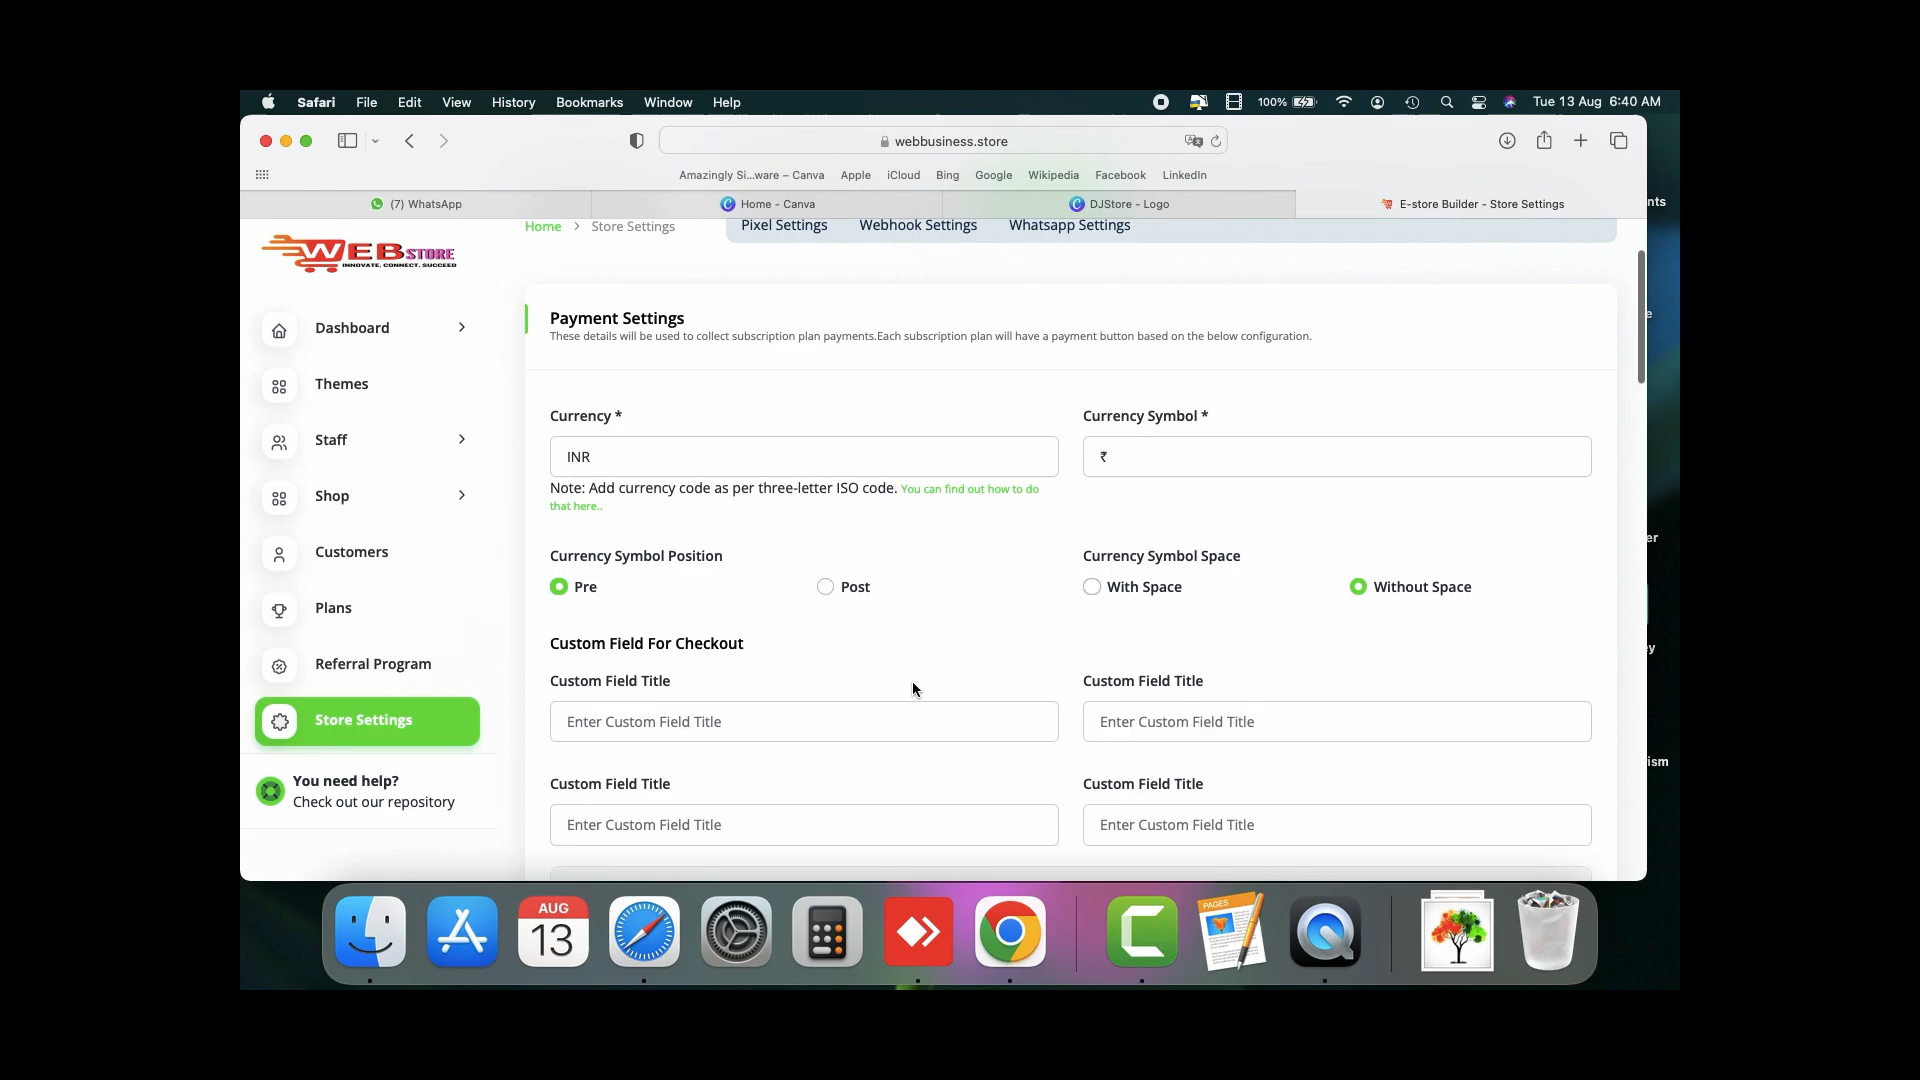 Safari File Edit View History Bookmarks Window Help 100% Tue 13 Aug 6:40 AM
webbusiness.store
Amazingly Si...ware – Canva Apple iCloud Bing Google Wikipedia Facebook LinkedIn
(7) WhatsApp Home - Canva DJStore - Logo E-store Builder - Store Settings
nts
Home > Store Settings Pixel Settings Webhook Settings Whatsapp Settings
WEB STORE
INNOVATE, CONNECT, SUCCEED
Dashboard
Themes
Staff
Shop
Customers
Plans
Referral Program
Store Settings
You need help?
Check out our repository
Payment Settings
These details will be used to collect subscription plan payments.Each subscription plan will have a payment button based on the below configuration.
Currency * Currency Symbol *
INR ₹
Note: Add currency code as per three-letter ISO code. You can find out how to do
that here..
Currency Symbol Position Currency Symbol Space
Pre Post With Space Without Space
Custom Field For Checkout
Custom Field Title Custom Field Title
Enter Custom Field Title Enter Custom Field Title
Custom Field Title Custom Field Title
Enter Custom Field Title Enter Custom Field Title
e
er
ey
ism
AUG
13
PAGES